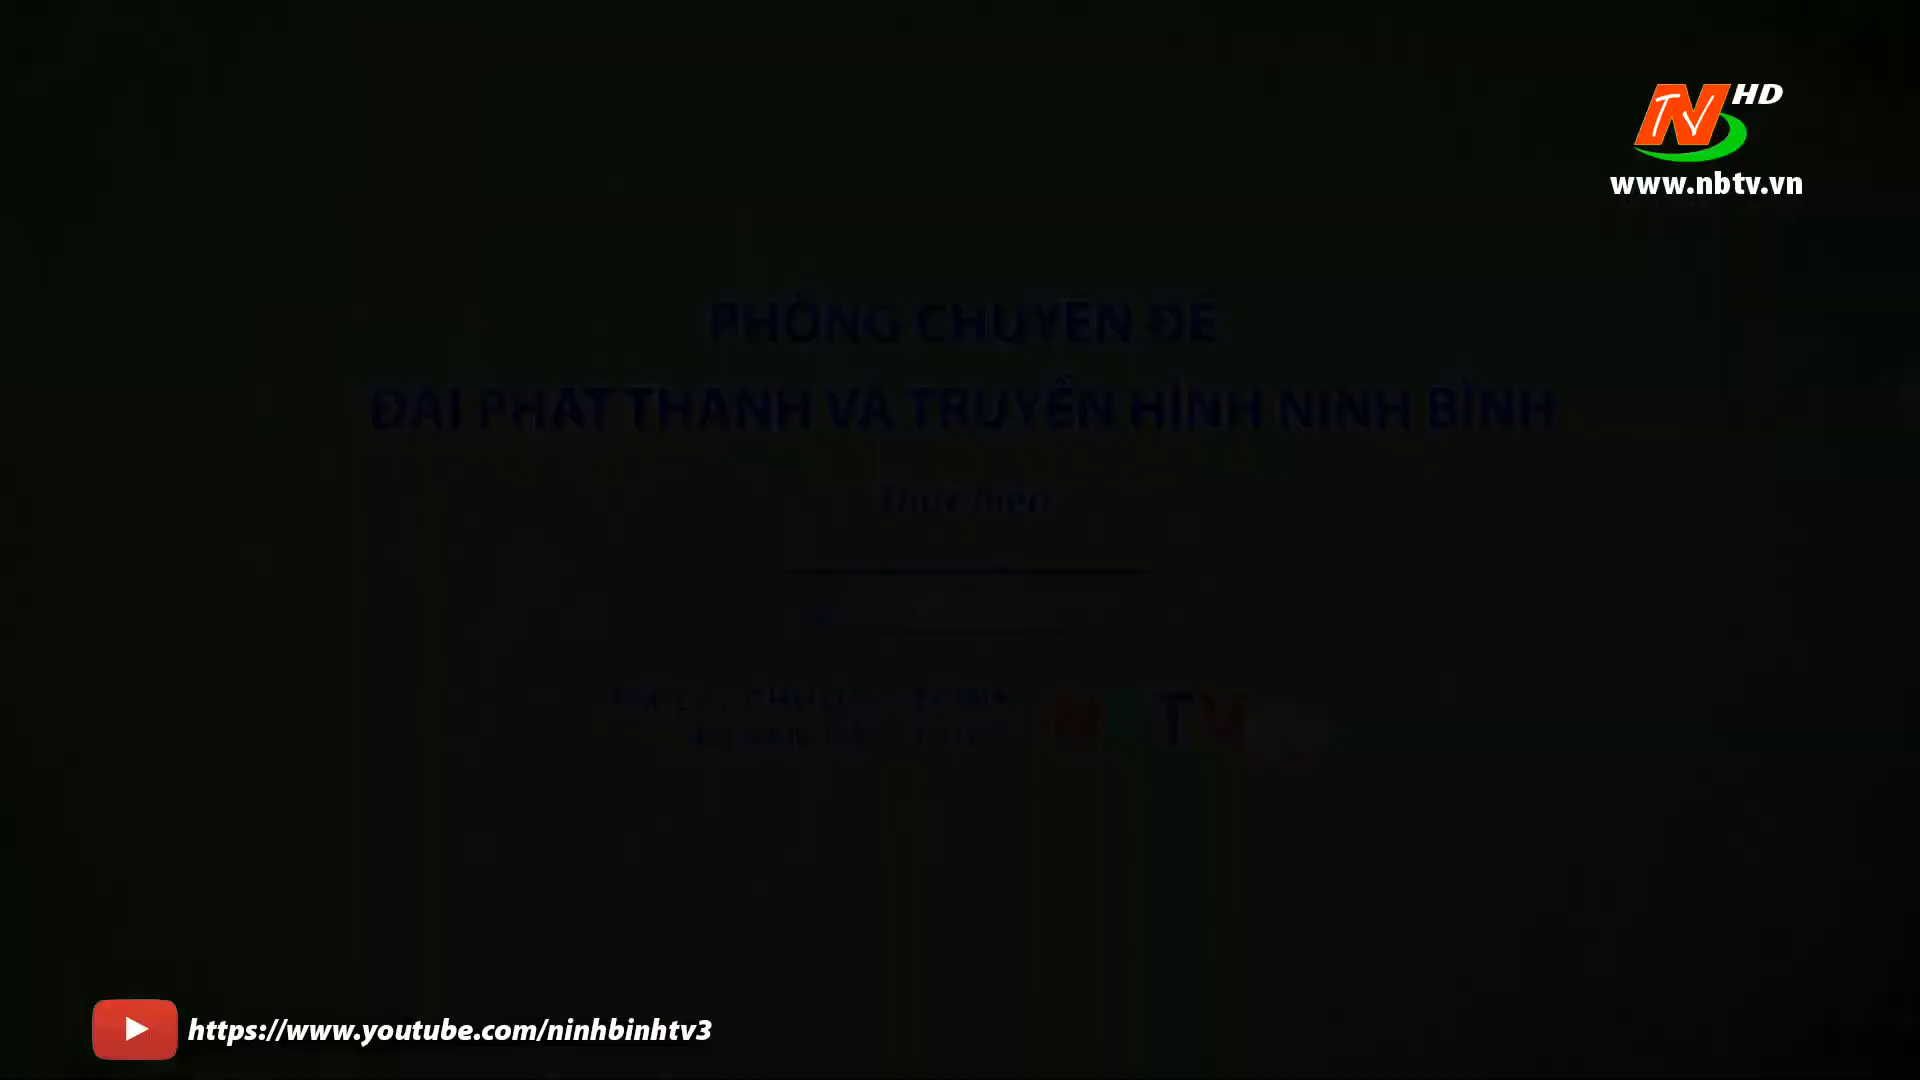 HD
www.nbtv.vn
PHÒNG CHUYÊN ĐỀ
ĐÀI PHÁT THANH VÀ TRUYỀN HÌNH NINH BÌNH
Thực hiện
NBTV
https://www.youtube.com/ninhbinhtv3